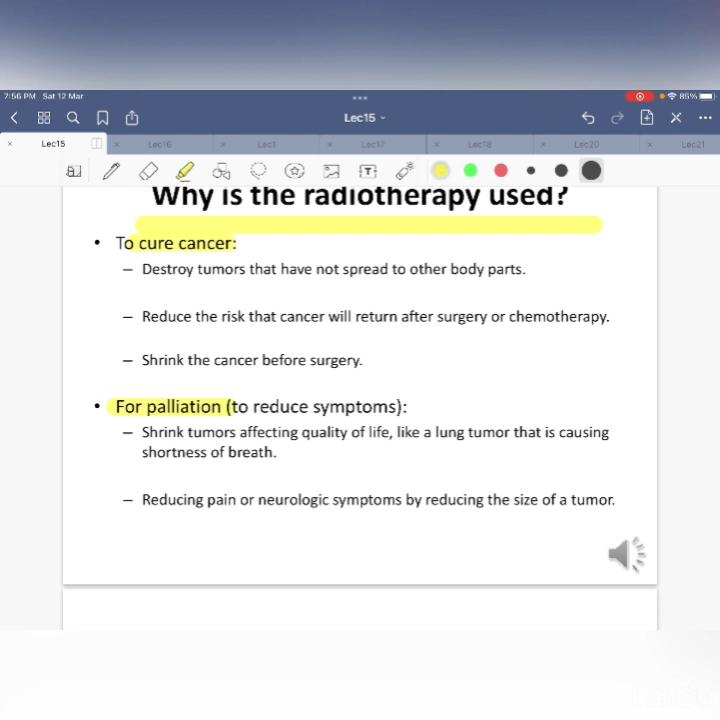 7:56 PM Sat 12 Mar
85%
Lec15
Lec15 Lec16 Lec1 Lec17 Lec18 Lec20 Lec21
Why is the radiotherapy used?
• To cure cancer:
– Destroy tumors that have not spread to other body parts.
– Reduce the risk that cancer will return after surgery or chemotherapy.
– Shrink the cancer before surgery.
• For palliation (to reduce symptoms):
– Shrink tumors affecting quality of life, like a lung tumor that is causing
shortness of breath.
– Reducing pain or neurologic symptoms by reducing the size of a tumor.